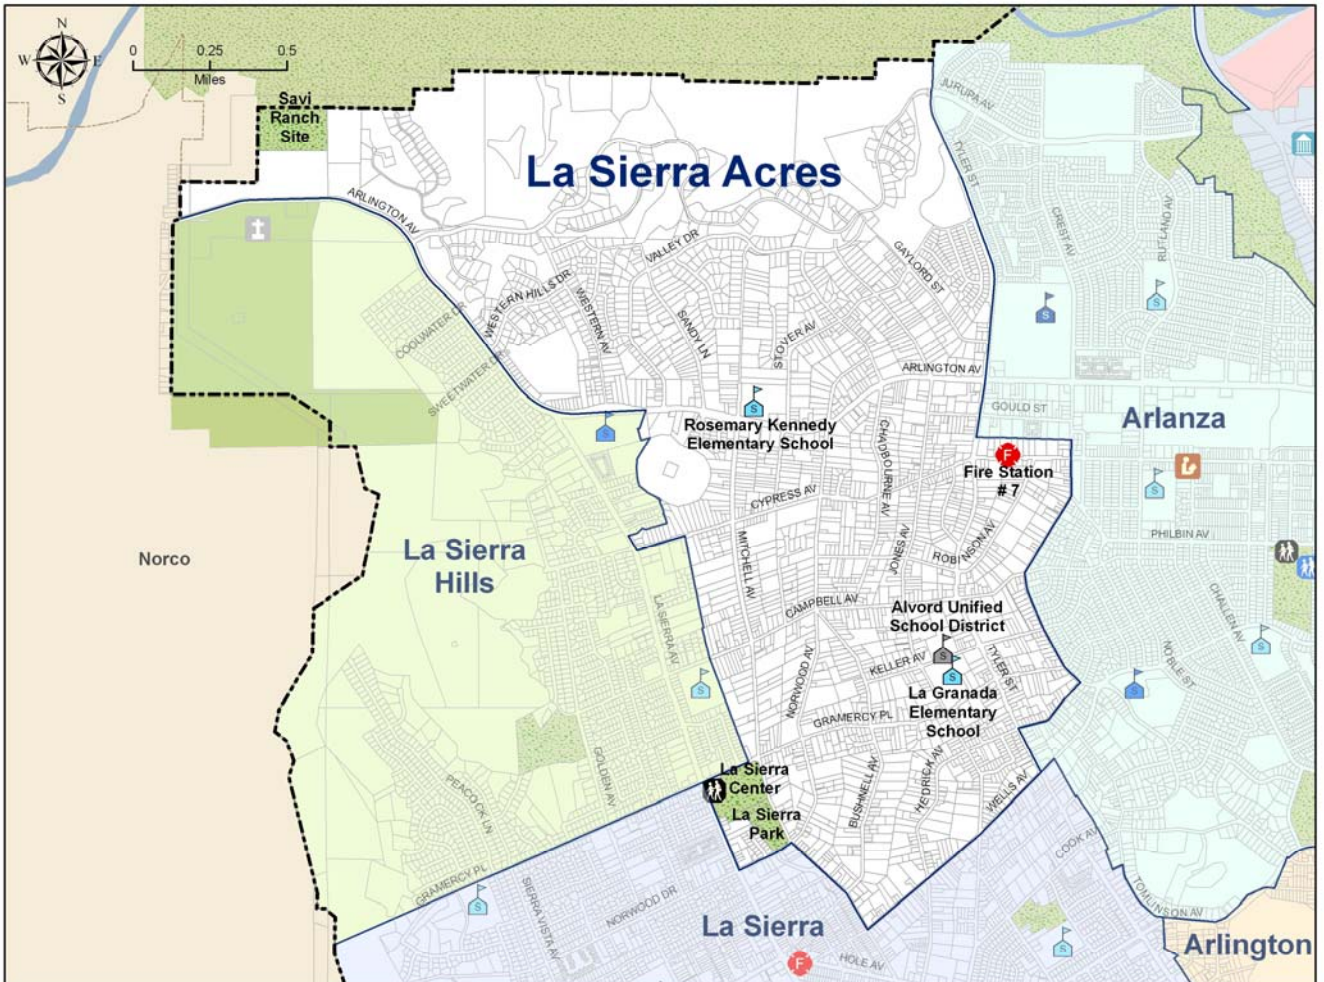 N
W
E
S
0
0.25
0.5
Miles
Savi
Ranch
Site
La Sierra Acres
JURUPA AV
TYLER ST
ARLINGTON AV
CREST AV
RUTLAND AV
VALLEY DR
GAYLORD ST
WESTERN HILLS DR
WESTERN AV
COOLWATER DR
SANDY LN
STOVER AV
SWEETWATER DR
ARLINGTON AV
GOULD ST
Arlanza
S
S
S
S
Rosemary Kennedy
Elementary School
CHADBOURNE AV
F
Fire Station
# 7
S
CYPRESS AV
PHILBIN AV
MITCHELL AV
JONES AV
ROBINSON AV
Norco
La Sierra
Hills
LA SIERRA AV
CAMPBELL AV
Alvord Unified
School District
CHALLEN AV
S
S
S
KELLER AV
TYLER ST
NOBLE ST
S
S
NORWOOD AV
La Granada
Elementary
School
GRAMERCY PL
GOLDEN AV
PEACOCK LN
La Sierra
Center
La Sierra
Park
BUSHNELL AV
HEDRICK AV
WELLS AV
COOK AV
GRAMERCY PL
S
SIERRA VISTA AV
NORWOOD DR
TOMLINSON AV
La Sierra
F
HOLE AV
S
Arlington